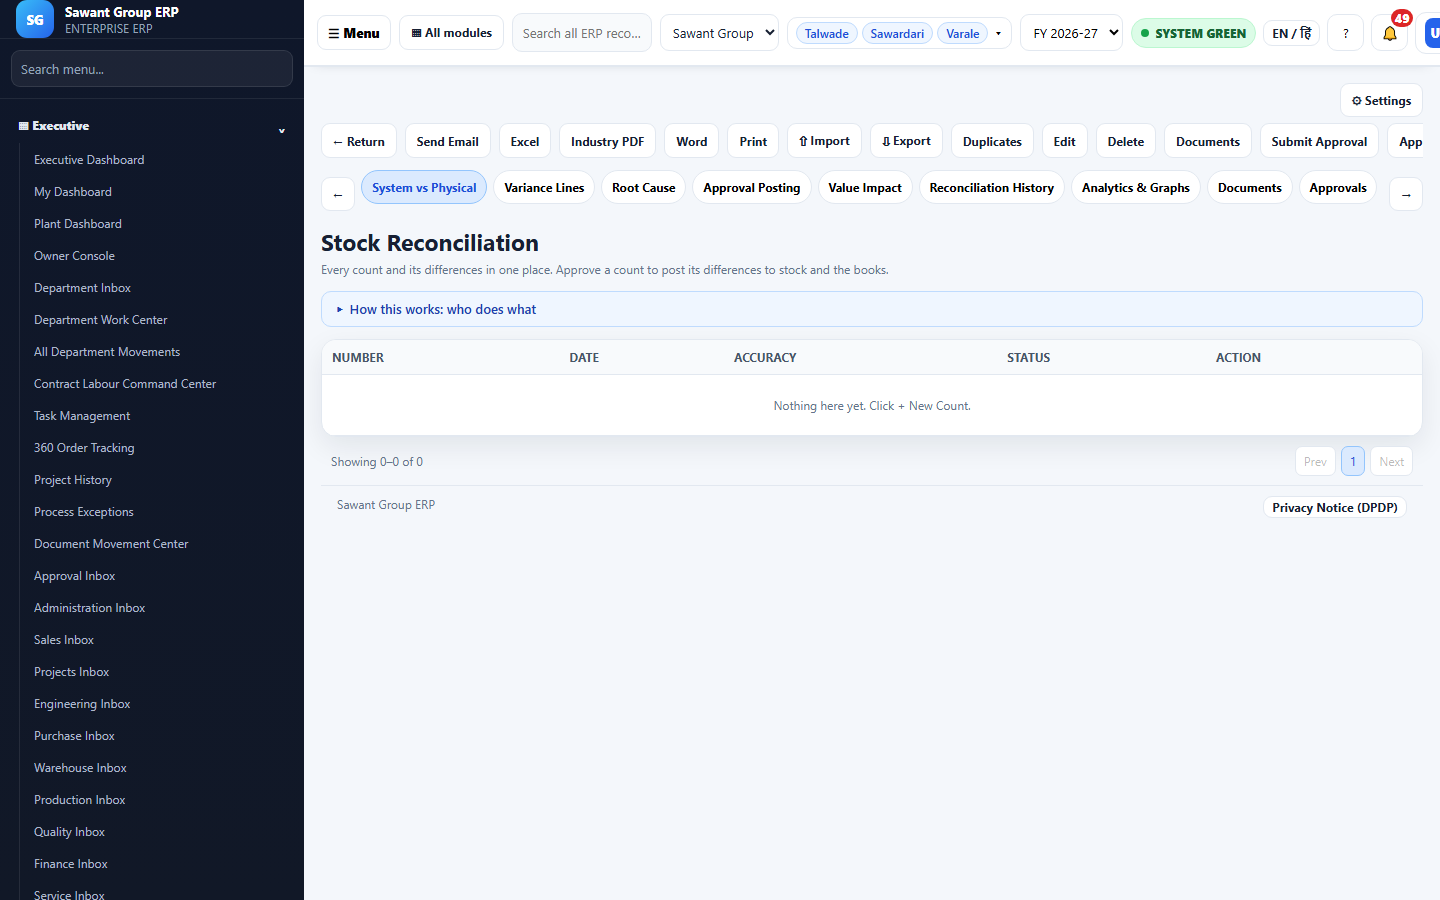 SG
Sawant Group ERP
ENTERPRISE ERP
Search menu...
Executive
Executive Dashboard
My Dashboard
Plant Dashboard
Owner Console
Department Inbox
Department Work Center
All Department Movements
Contract Labour Command Center
Task Management
360 Order Tracking
Project History
Process Exceptions
Document Movement Center
Approval Inbox
Administration Inbox
Sales Inbox
Projects Inbox
Engineering Inbox
Purchase Inbox
Warehouse Inbox
Production Inbox
Quality Inbox
Finance Inbox
Service Inbox
☰ Menu All modules Search all ERP reco... Sawant Group Talwade Sawardari Varale FY 2026-27 SYSTEM GREEN EN / हिं ? 49 U
⚙ Settings
← Return Send Email Excel Industry PDF Word Print ⇧ Import ⇩ Export Duplicates Edit Delete Documents Submit Approval App
← System vs Physical Variance Lines Root Cause Approval Posting Value Impact Reconciliation History Analytics & Graphs Documents Approvals →
Stock Reconciliation
Every count and its differences in one place. Approve a count to post its differences to stock and the books.
▸ How this works: who does what
NUMBER DATE ACCURACY STATUS ACTION
Nothing here yet. Click + New Count.
Showing 0–0 of 0 Prev 1 Next
Sawant Group ERP Privacy Notice (DPDP)